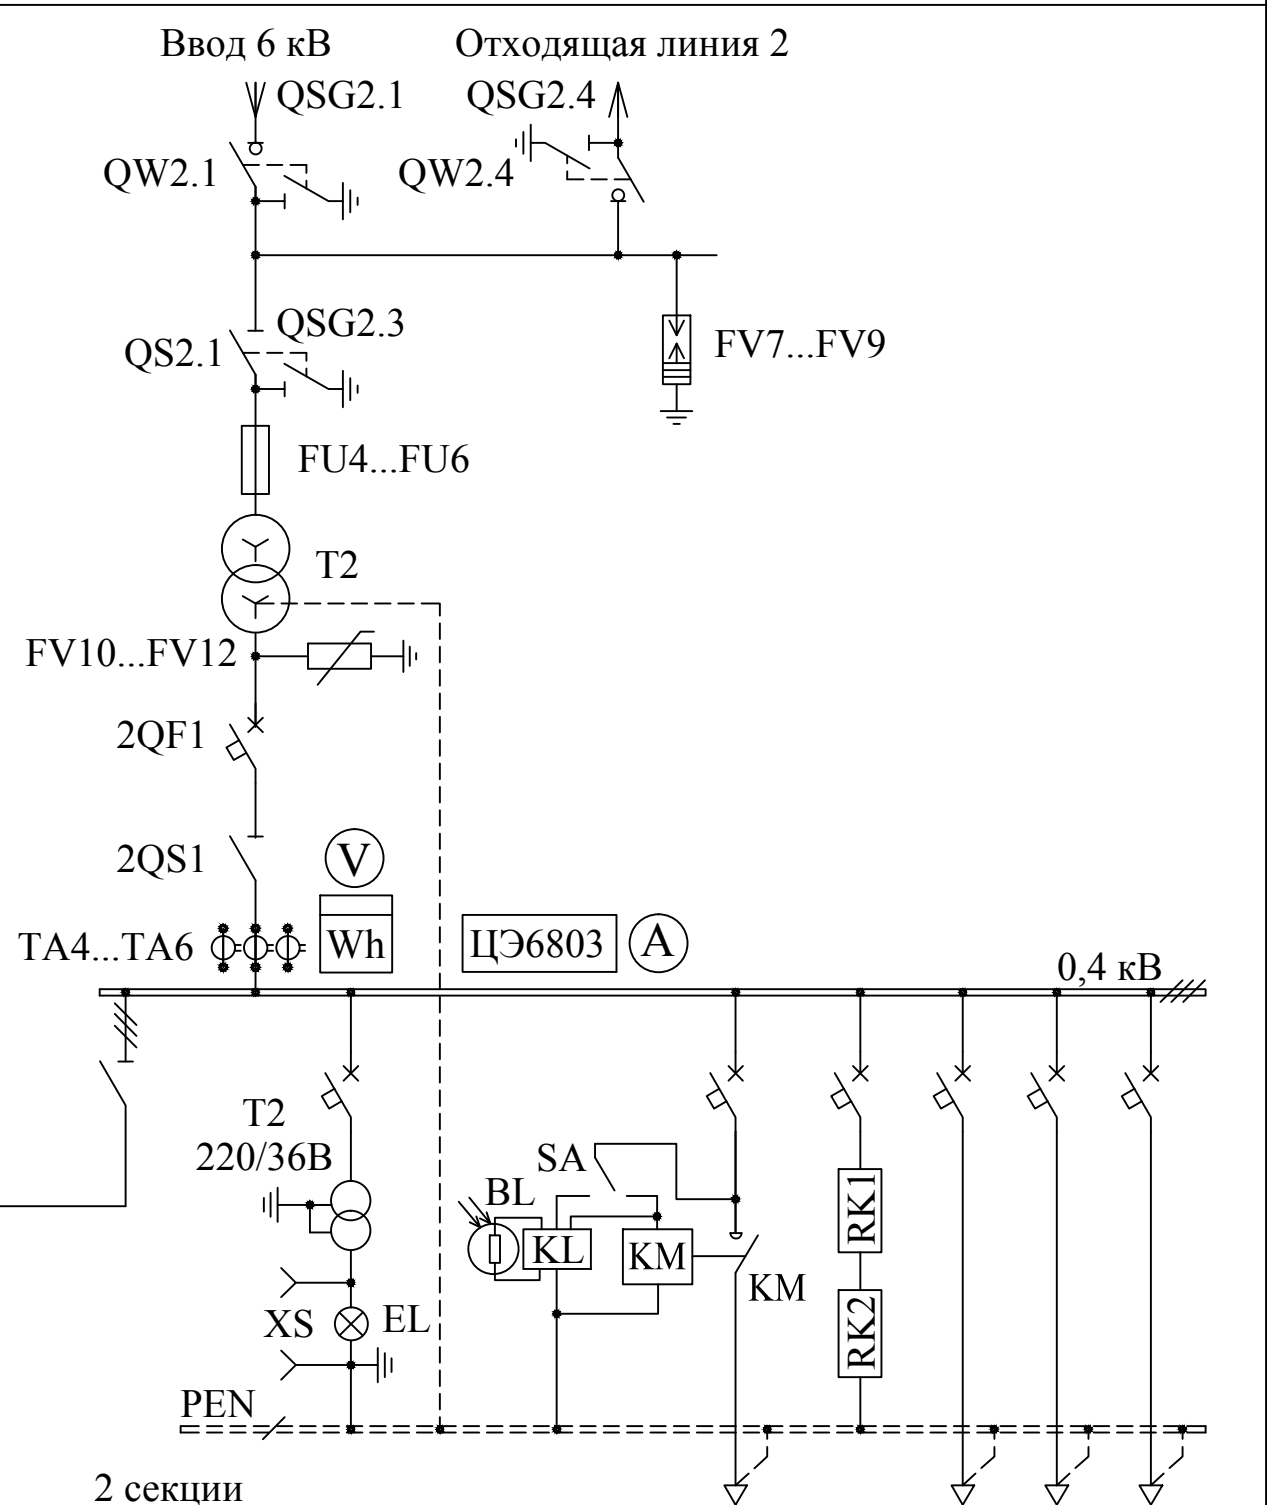 Ввод 6 кВ
Отходящая линия 2
QSG2.1
QSG2.4
QW2.1
QW2.4
QSG2.3
QS2.1
FV7...FV9
FU4...FU6
T2
FV10...FV12
2QF1
2QS1
V
TA4...TA6
Wh
ЦЭ6803
A
0,4 кВ
T2
220/36В
SA
BL
KL
KM
KM
RK1
RK2
XS
EL
PEN
2 секции